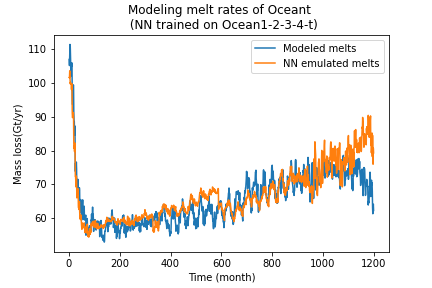 Modeling melt rates of Oceant
(NN trained on Ocean1-2-3-4-t)
Modeled melts
NN emulated melts
Mass loss(Gt/yr)
110
100
90
80
70
60
0
200
400
600
800
1000
1200
Time (month)